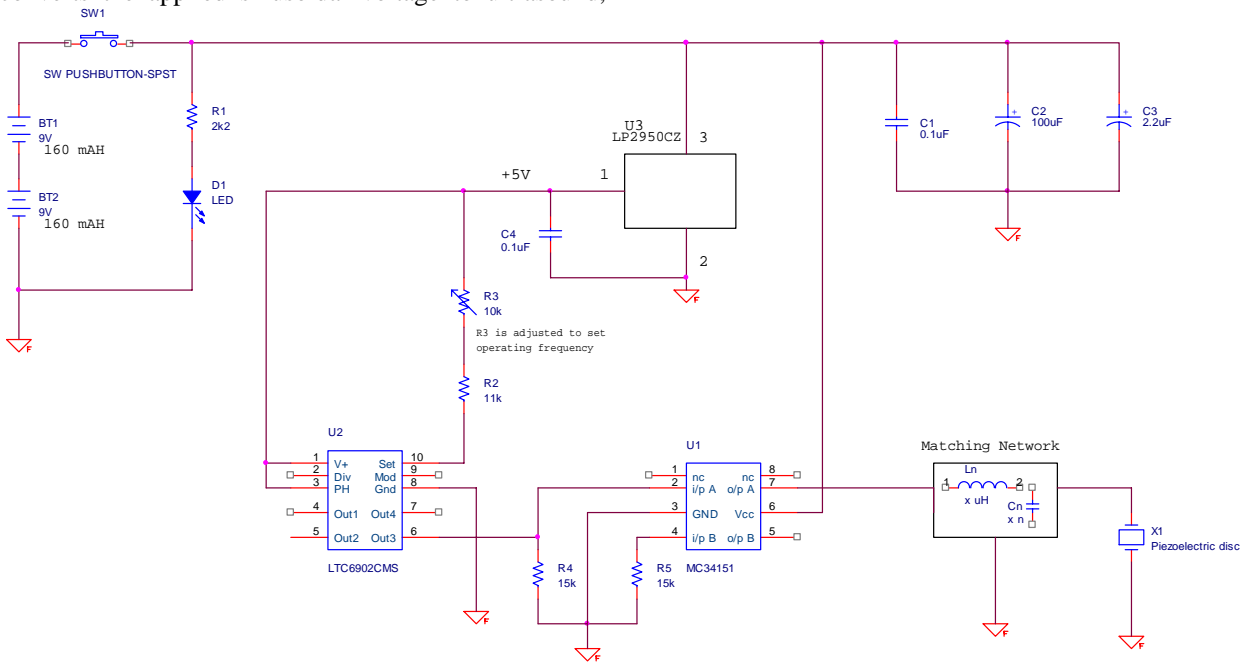 SW1
SW PUSHBUTTON-SPST
BT1
9V
160 mAH
BT2
9V
160 mAH
R1
2k2
D1
LED
U3
LP2950CZ
3
1
2
+5V
C4
0.1uF
C1
0.1uF
C2
100uF
C3
2.2uF
R3
10k
R3 is adjusted to set
operating frequency
R2
11k
U2
1 V+ Set 10
2 Div Mod 9
3 PH Gnd 8
4 Out1 Out4 7
5 Out2 Out3 6
LTC6902CMS
R4
15k
R5
15k
U1
1 nc nc 8
2 i/p A o/p A 7
3 GND Vcc 6
4 i/p B o/p B 5
MC34151
Matching Network
Ln
1 2
x uH
Cn
x n
X1
Piezoelectric disc
F
F
F
F
F
F
F